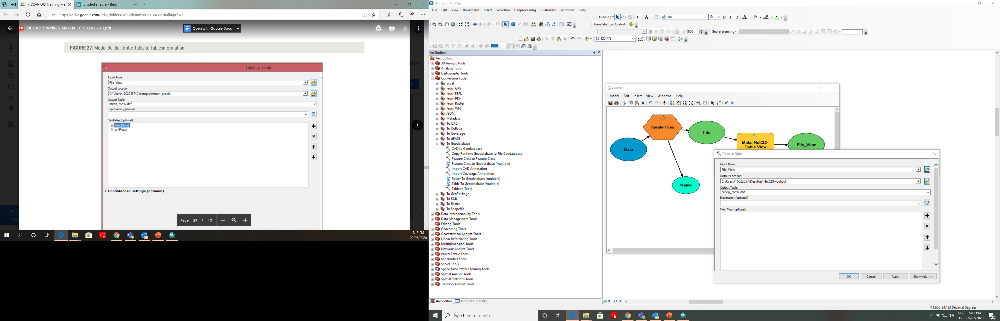 RICCAR GIS Training Ma
6 sided shapre - Bing
https://drive.google.com/drive/folders/1AtGyh9Rdy8h-hKAoConNIXlluqIrfALY
PDF
RICCAR-TRAINING-MANUAL-GIS-030620-1.pdf
Open with Google Docs
FIGURE 27: Model Builder: Enter Table to Table information
Table to Table
Input Rows
File_View
Output Location
C:\Users\10022557\Desktop\Amman_precip
Output Table
precip_%n%.dbf
Expression (optional)
SQL
Field Map (optional)
time (Date)
pr (Float)
Geodatabase Settings (optional)
Page 29 / 40
5:13 PM
09/07/2020
Untitled - ArcMap
File Edit View Bookmarks Insert Selection Geoprocessing Customize Windows Help
Drawing
Arial
10
B I U A
Geostatistical Analyst
500
Georeferencing
1:3,120,779
ArcToolbox
ArcToolbox
3D Analyst Tools
Analysis Tools
Cartography Tools
Conversion Tools
Excel
From GPS
From KML
From PDF
From Raster
From WFS
JSON
Metadata
To CAD
To Collada
To Coverage
To dBASE
To Geodatabase
CAD to Geodatabase
Copy Runtime Geodatabase to File Geodatabase
Feature Class to Feature Class
Feature Class to Geodatabase (multiple)
Import CAD Annotation
Import Coverage Annotation
Raster To Geodatabase (multiple)
Table To Geodatabase (multiple)
Table to Table
To GeoPackage
To KML
To Raster
To Shapefile
Data Interoperability Tools
Data Management Tools
Editing Tools
Geocoding Tools
Geostatistical Analyst Tools
Linear Referencing Tools
Multidimension Tools
Network Analyst Tools
Parcel Fabric Tools
Schematics Tools
Server Tools
Space Time Pattern Mining Tools
Spatial Analyst Tools
Spatial Statistics Tools
Tracking Analyst Tools
ArcToolbox
Table Of Contents
Model
Model Edit Insert View Windows Help
Data
Iterate Files
File
Name
Make NetCDF
Table View
File_View
Table to Table
Input Rows
File_View
Output Location
C:\Users\10022557\Desktop\NetCDF-output
Output Table
precip_%n%.dbf
Expression (optional)
SQL
Field Map (optional)
OK
Cancel
Apply
Show Help >>
-11.606 34.193 Decimal Degrees
Type here to search
ENG
US
5:13 PM
09/07/2020
22